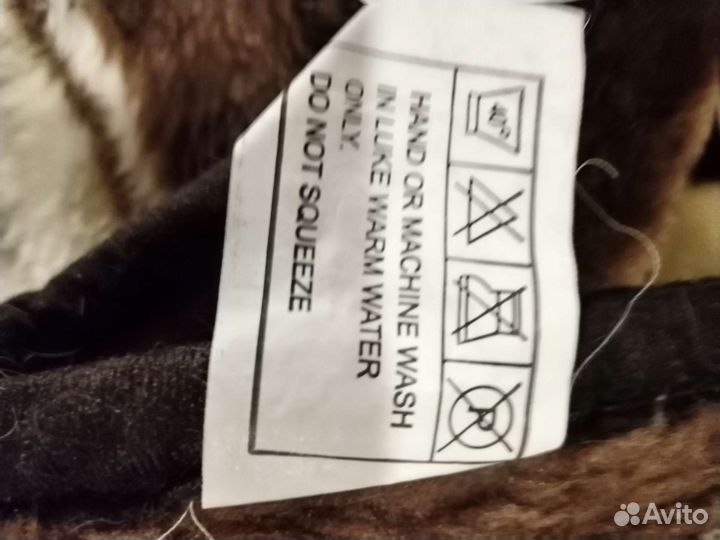 40°
P
HAND OR MACHINE WASH
IN LUKE WARM WATER
ONLY.
DO NOT SQUEEZE
Avito